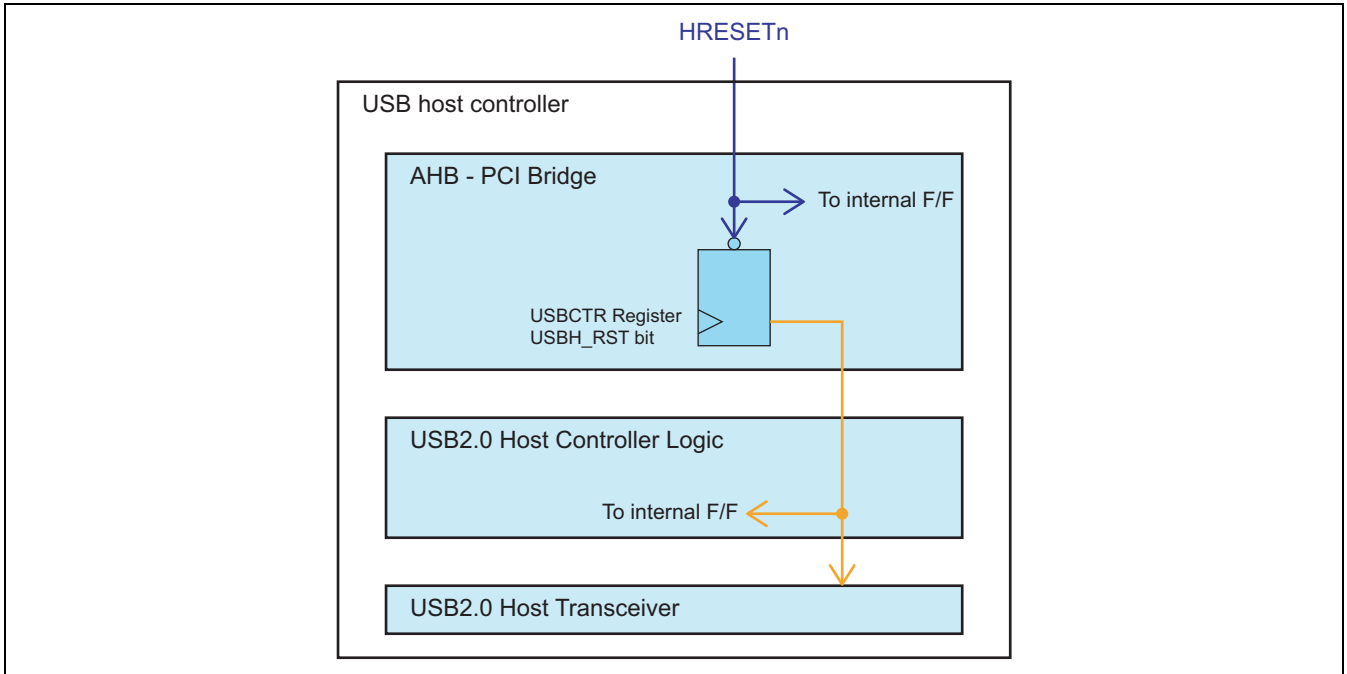 HRESETn
USB host controller
AHB - PCI Bridge
To internal F/F
USBCTR Register
USBH_RST bit
USB2.0 Host Controller Logic
To internal F/F
USB2.0 Host Transceiver